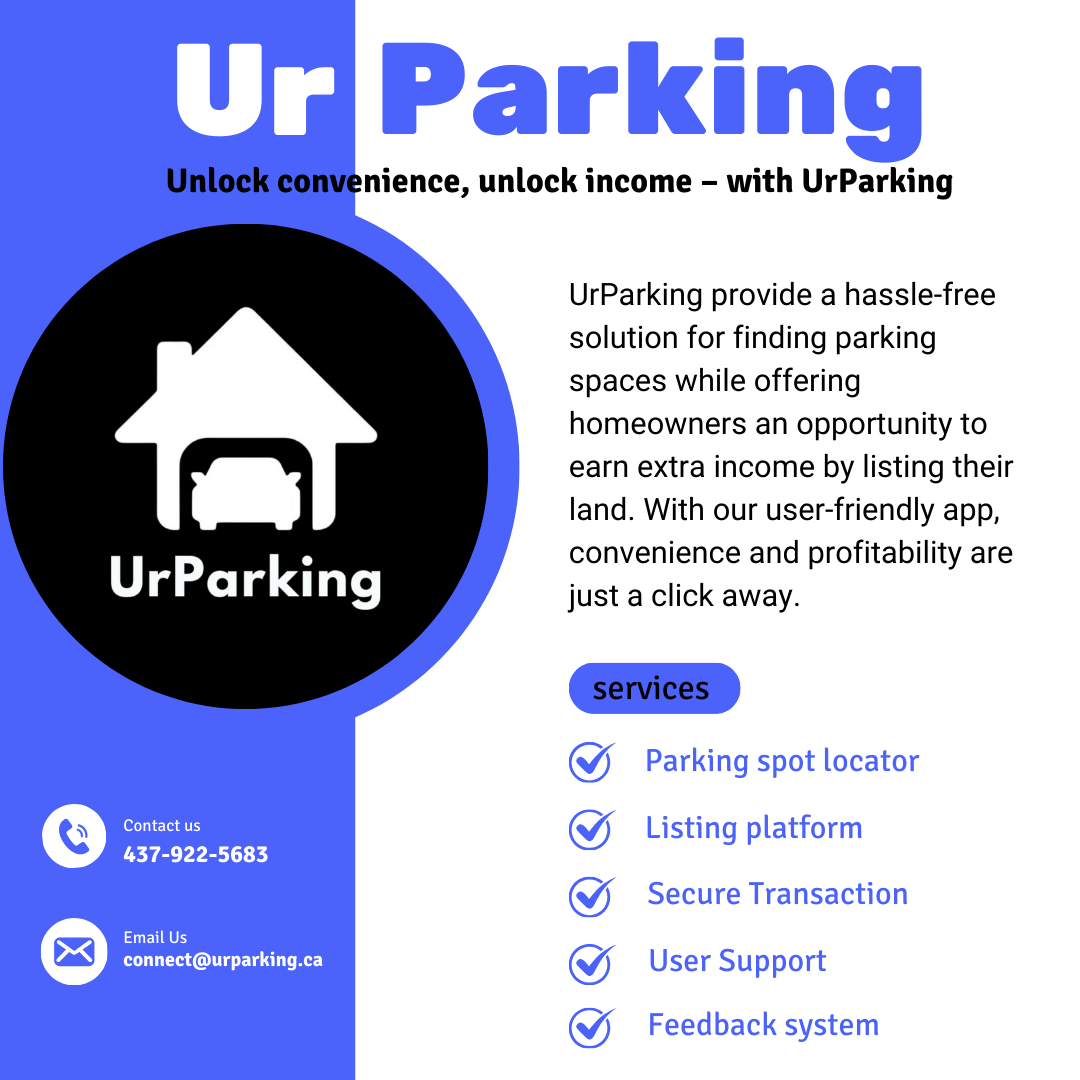 Ur Parking
Unlock convenience, unlock income – with UrParking
UrParking
UrParking provide a hassle-free
solution for finding parking
spaces while offering
homeowners an opportunity to
earn extra income by listing their
land. With our user-friendly app,
convenience and profitability are
just a click away.
services
Parking spot locator
Listing platform
Secure Transaction
User Support
Feedback system
Contact us
437-922-5683
Email Us
connect@urparking.ca